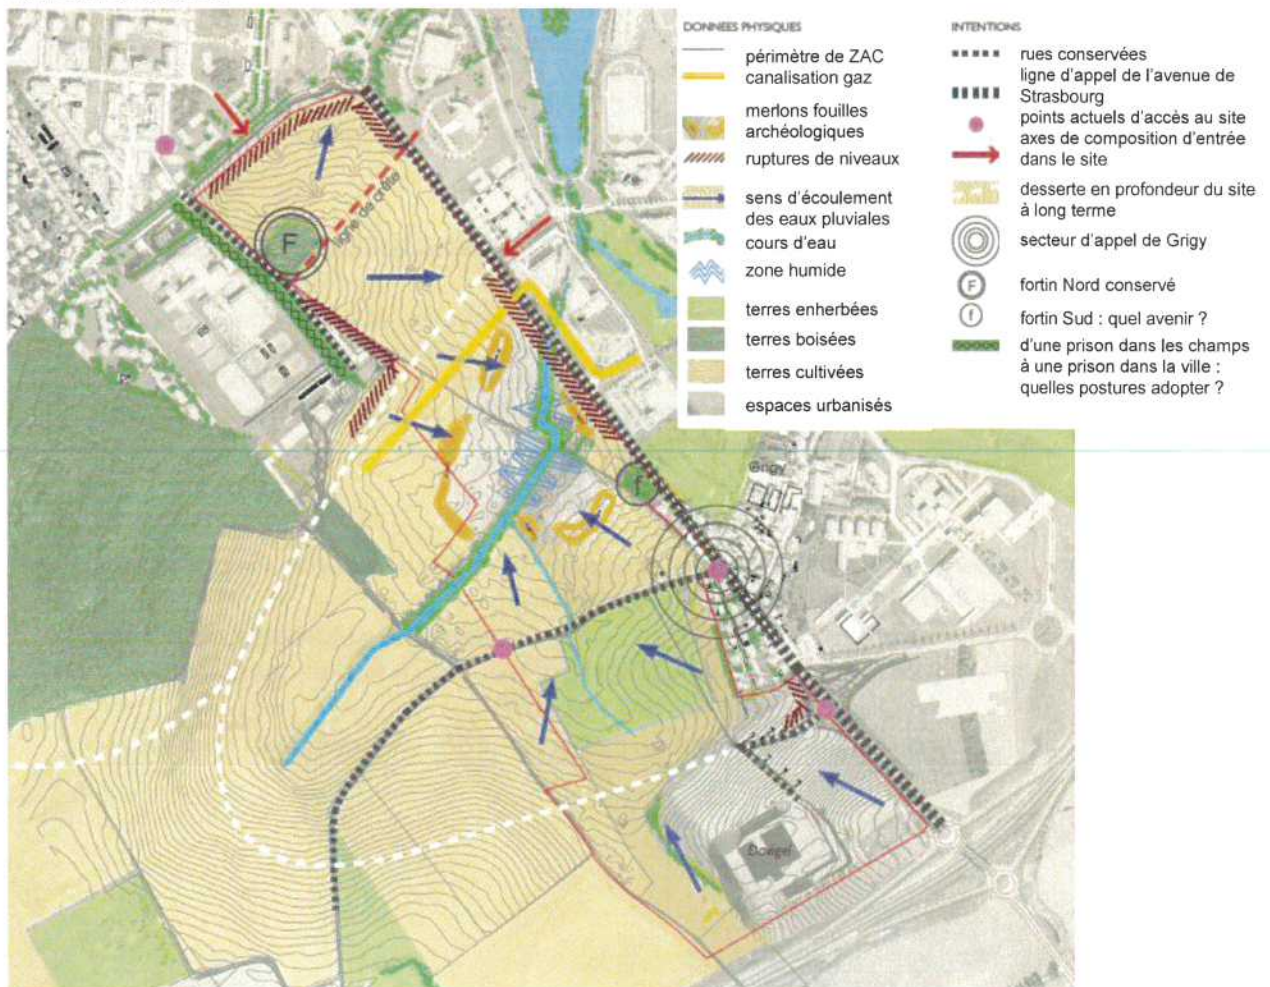 DONNEES PHYSIQUES
périmètre de ZAC
canalisation gaz
merlons fouilles
archéologiques
ruptures de niveaux
sens d'écoulement
des eaux pluviales
cours d'eau
zone humide
terres enherbées
terres boisées
terres cultivées
espaces urbanisés
INTENTIONS
rues conservées
ligne d'appel de l'avenue de
Strasbourg
points actuels d'accès au site
axes de composition d'entrée
dans le site
desserte en profondeur du site
à long terme
secteur d'appel de Grigy
F
fortin Nord conservé
f
fortin Sud : quel avenir ?
d'une prison dans les champs
à une prison dans la ville :
quelles postures adopter ?
F
ligne de crête
f
Grigy